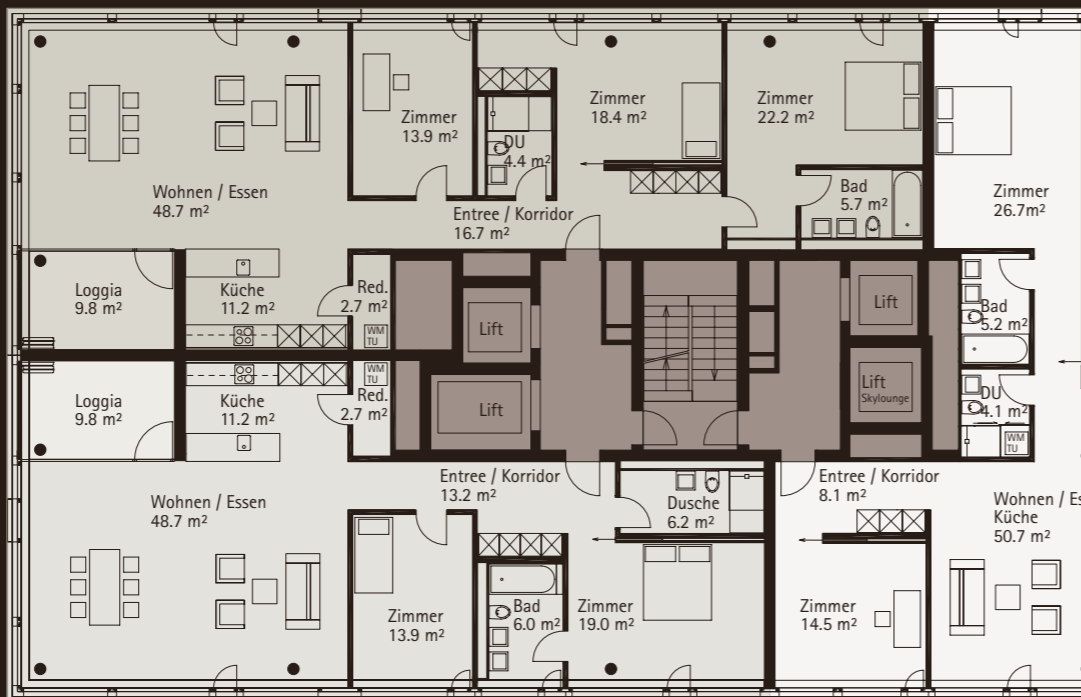 Zimmer
13.9 m²
DU
4.4 m²
Zimmer
18.4 m²
Zimmer
22.2 m²
Bad
5.7 m²
Zimmer
26.7m²
Wohnen / Essen
48.7 m²
Entree / Korridor
16.7 m²
Loggia
9.8 m²
Küche
11.2 m²
Red.
2.7 m²
WM
TU
Lift
Lift
Bad
5.2 m²
Loggia
9.8 m²
Küche
11.2 m²
WM
TU
Red.
2.7 m²
Lift
Lift
Skylounge
DU
4.1 m²
WM
TU
Wohnen / Essen
48.7 m²
Entree / Korridor
13.2 m²
Dusche
6.2 m²
Entree / Korridor
8.1 m²
Wohnen / Es
Küche
50.7 m²
Zimmer
13.9 m²
Bad
6.0 m²
Zimmer
19.0 m²
Zimmer
14.5 m²